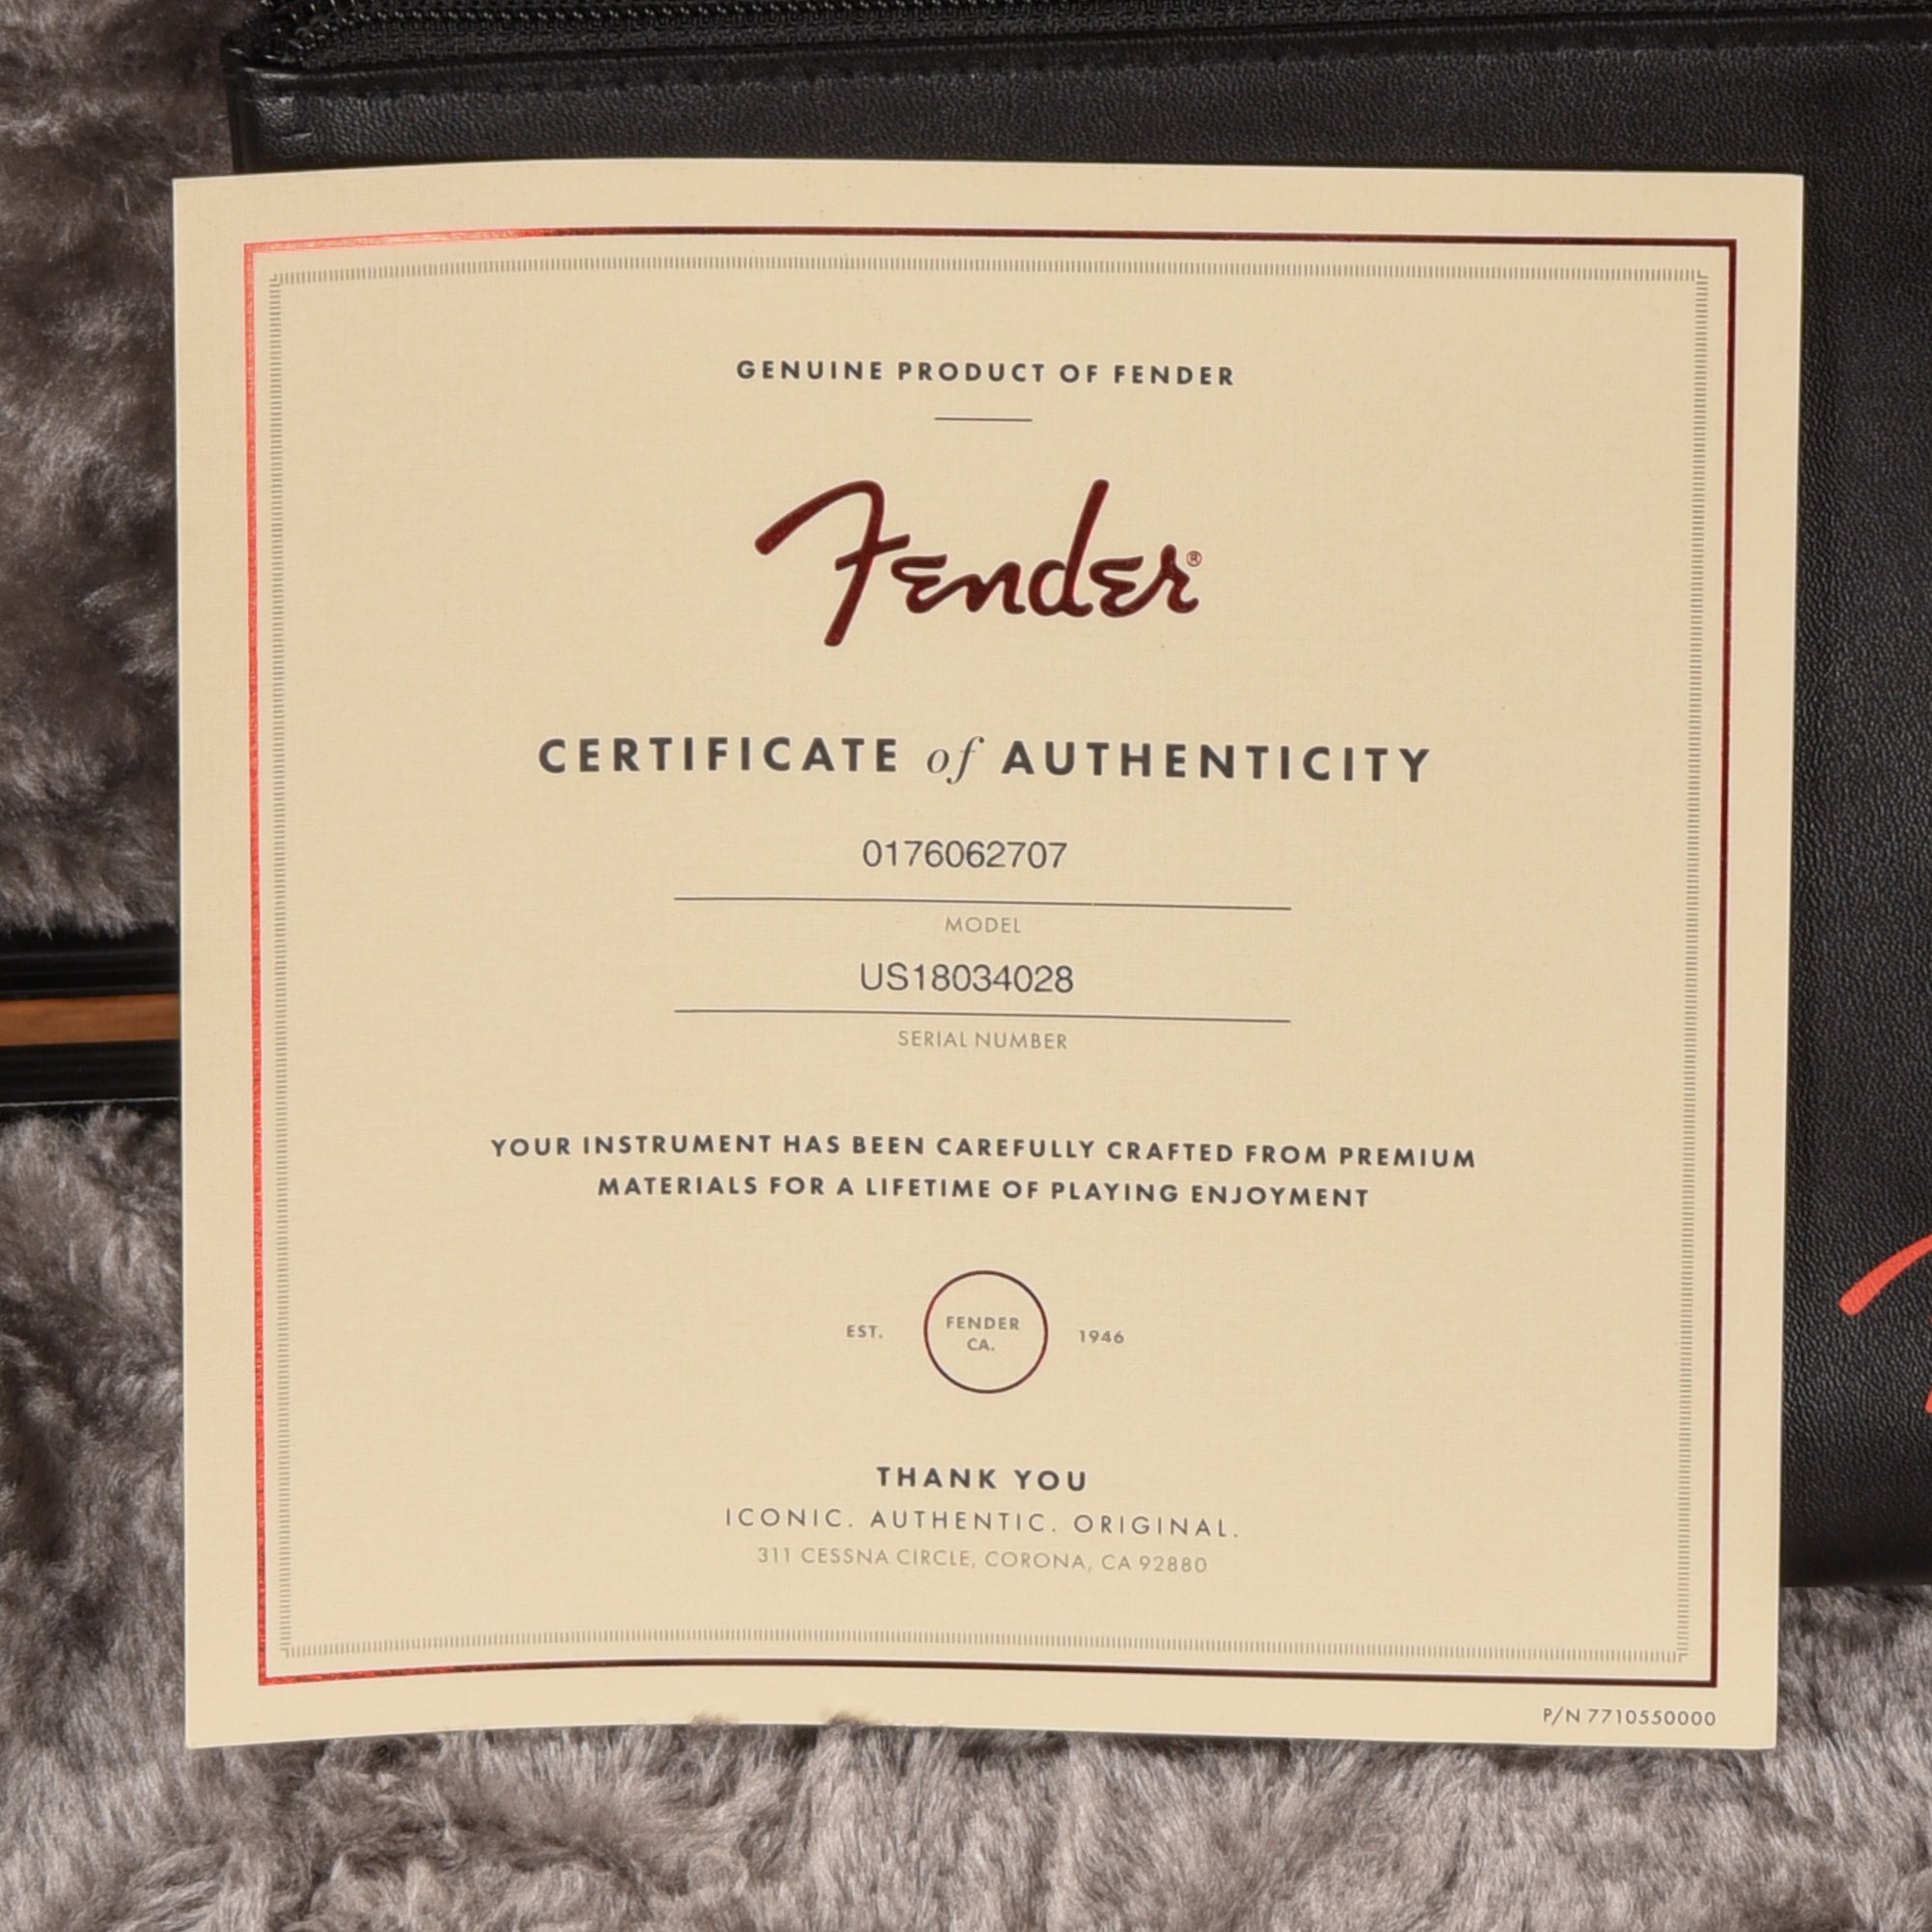 GENUINE PRODUCT OF FENDER
Fender®
CERTIFICATE of AUTHENTICITY
0176062707
MODEL
US18034028
SERIAL NUMBER
YOUR INSTRUMENT HAS BEEN CAREFULLY CRAFTED FROM PREMIUM
MATERIALS FOR A LIFETIME OF PLAYING ENJOYMENT
EST. FENDER 1946
CA.
THANK YOU
ICONIC. AUTHENTIC. ORIGINAL.
311 CESSNA CIRCLE, CORONA, CA 92880
P/N 7710550000